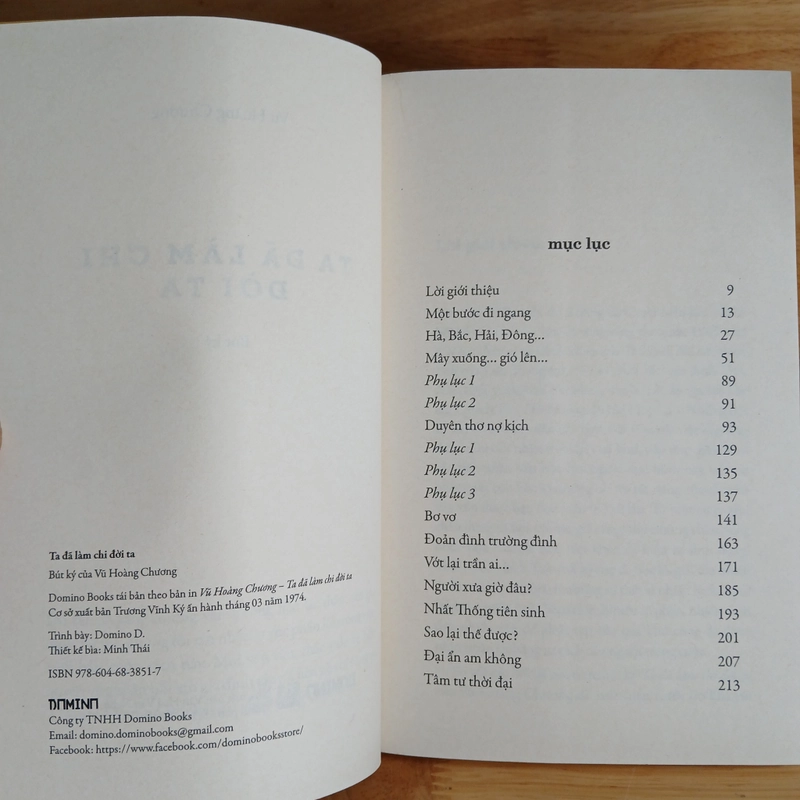 Ta đã làm chi đời ta
Bút ký của Vũ Hoàng Chương
Domino Books tái bản theo bản in Vũ Hoàng Chương – Ta đã làm chi đời ta
Cơ sở xuất bản Trương Vĩnh Ký ấn hành tháng 03 năm 1974.
Trình bày: Domino D.
Thiết kế bìa: Minh Thái
ISBN 978-604-68-3851-7
DOMINO
Công ty TNHH Domino Books
Email: domino.dominobooks@gmail.com
Facebook: https://www.facebook.com/dominobooksstore/
mục lục
Lời giới thiệu 9
Một bước đi ngang 13
Hà, Bắc, Hải, Đông... 27
Mây xuống... gió lên... 51
Phụ lục 1 89
Phụ lục 2 91
Duyên thơ nợ kịch 93
Phụ lục 1 129
Phụ lục 2 135
Phụ lục 3 137
Bơ vơ 141
Đoản đình trường đình 163
Vớt lại trần ai... 171
Người xưa giờ đâu? 185
Nhất Thống tiên sinh 193
Sao lại thế được? 201
Đại ẩn am không 207
Tâm tư thời đại 213